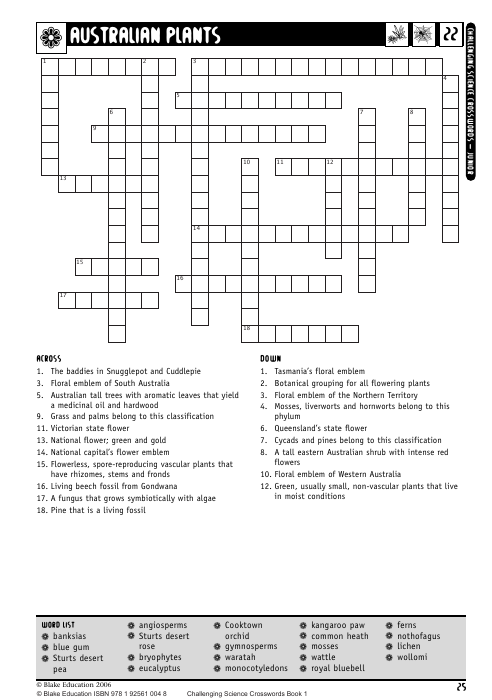 AUSTRALIAN PLANTS
22
CHALLENGING SCIENCE CROSSWORDS – JUNIOR
1 2 3
4
5
6 7 8
9
10 11 12
13
14
15
16
17
18
ACROSS
1. The baddies in Snugglepot and Cuddlepie
3. Floral emblem of South Australia
5. Australian tall trees with aromatic leaves that yield
a medicinal oil and hardwood
9. Grass and palms belong to this classification
11. Victorian state flower
13. National flower; green and gold
14. National capital's flower emblem
15. Flowerless, spore-reproducing vascular plants that
have rhizomes, stems and fronds
16. Living beech fossil from Gondwana
17. A fungus that grows symbiotically with algae
18. Pine that is a living fossil
DOWN
1. Tasmania's floral emblem
2. Botanical grouping for all flowering plants
3. Floral emblem of the Northern Territory
4. Mosses, liverworts and hornworts belong to this
phylum
6. Queensland's state flower
7. Cycads and pines belong to this classification
8. A tall eastern Australian shrub with intense red
flowers
10. Floral emblem of Western Australia
12. Green, usually small, non-vascular plants that live
in moist conditions
WORD LIST
banksias
blue gum
Sturts desert
pea
angiosperms
Sturts desert
rose
bryophytes
eucalyptus
Cooktown
orchid
gymnosperms
waratah
monocotyledons
kangaroo paw
common heath
mosses
wattle
royal bluebell
ferns
nothofagus
lichen
wollomi
© Blake Education 2006
25
© Blake Education ISBN 978 1 92561 004 8 Challenging Science Crosswords Book 1